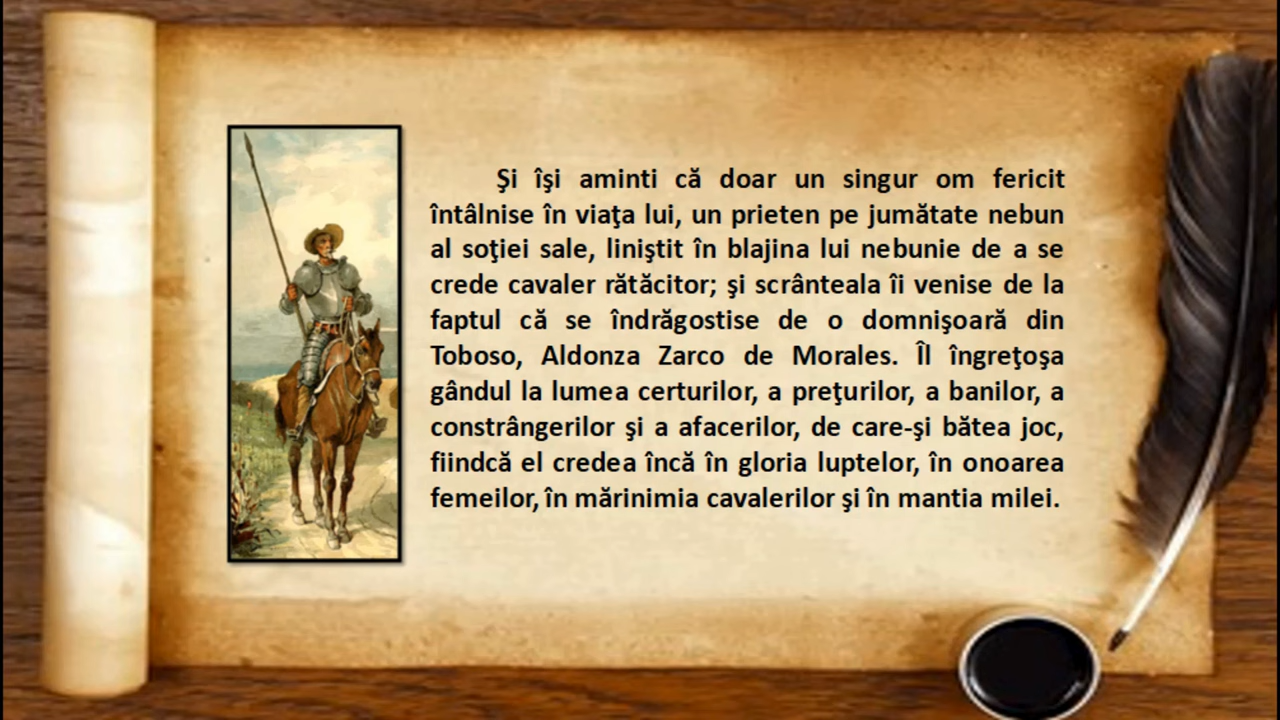 Şi îşi aminti că doar un singur om fericit
întâlnise în viaţa lui, un prieten pe jumătate nebun
al soţiei sale, liniştit în blajina lui nebunie de a se
crede cavaler rătăcitor; şi scrânteala îi venise de la
faptul că se îndrăgostise de o domnişoară din
Toboso, Aldonza Zarco de Morales. Îl îngreţoşa
gândul la lumea certurilor, a preţurilor, a banilor, a
constrângerilor şi a afacerilor, de care-şi bătea joc,
fiindcă el credea încă în gloria luptelor, în onoarea
femeilor, în mărinimia cavalerilor şi în mantia milei.